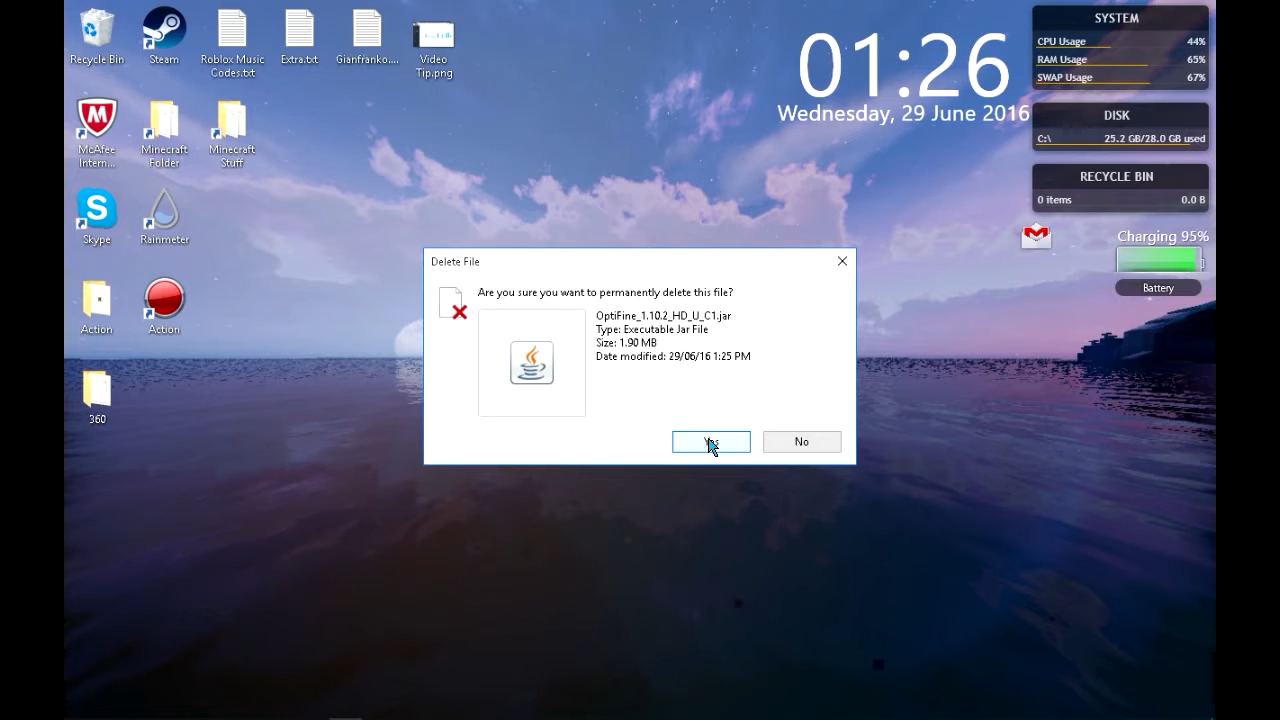 Recycle Bin
Steam
Roblox Music
Codes.txt
Extra.txt
Gianfranko....
Video
Tip.png
McAfee
Intern...
Minecraft
Folder
Minecraft
Stuff
Skype
Rainmeter
Action
Action
360
01:26
Wednesday, 29 June 2016
SYSTEM
CPU Usage 44%
RAM Usage 65%
SWAP Usage 67%
DISK
C:\ 25.2 GB/28.0 GB used
RECYCLE BIN
0 items 0.0 B
Charging 95%
Battery
Delete File
Are you sure you want to permanently delete this file?
OptiFine_1.10.2_HD_U_C1.jar
Type: Executable Jar File
Size: 1.90 MB
Date modified: 29/06/16 1:25 PM
Yes
No